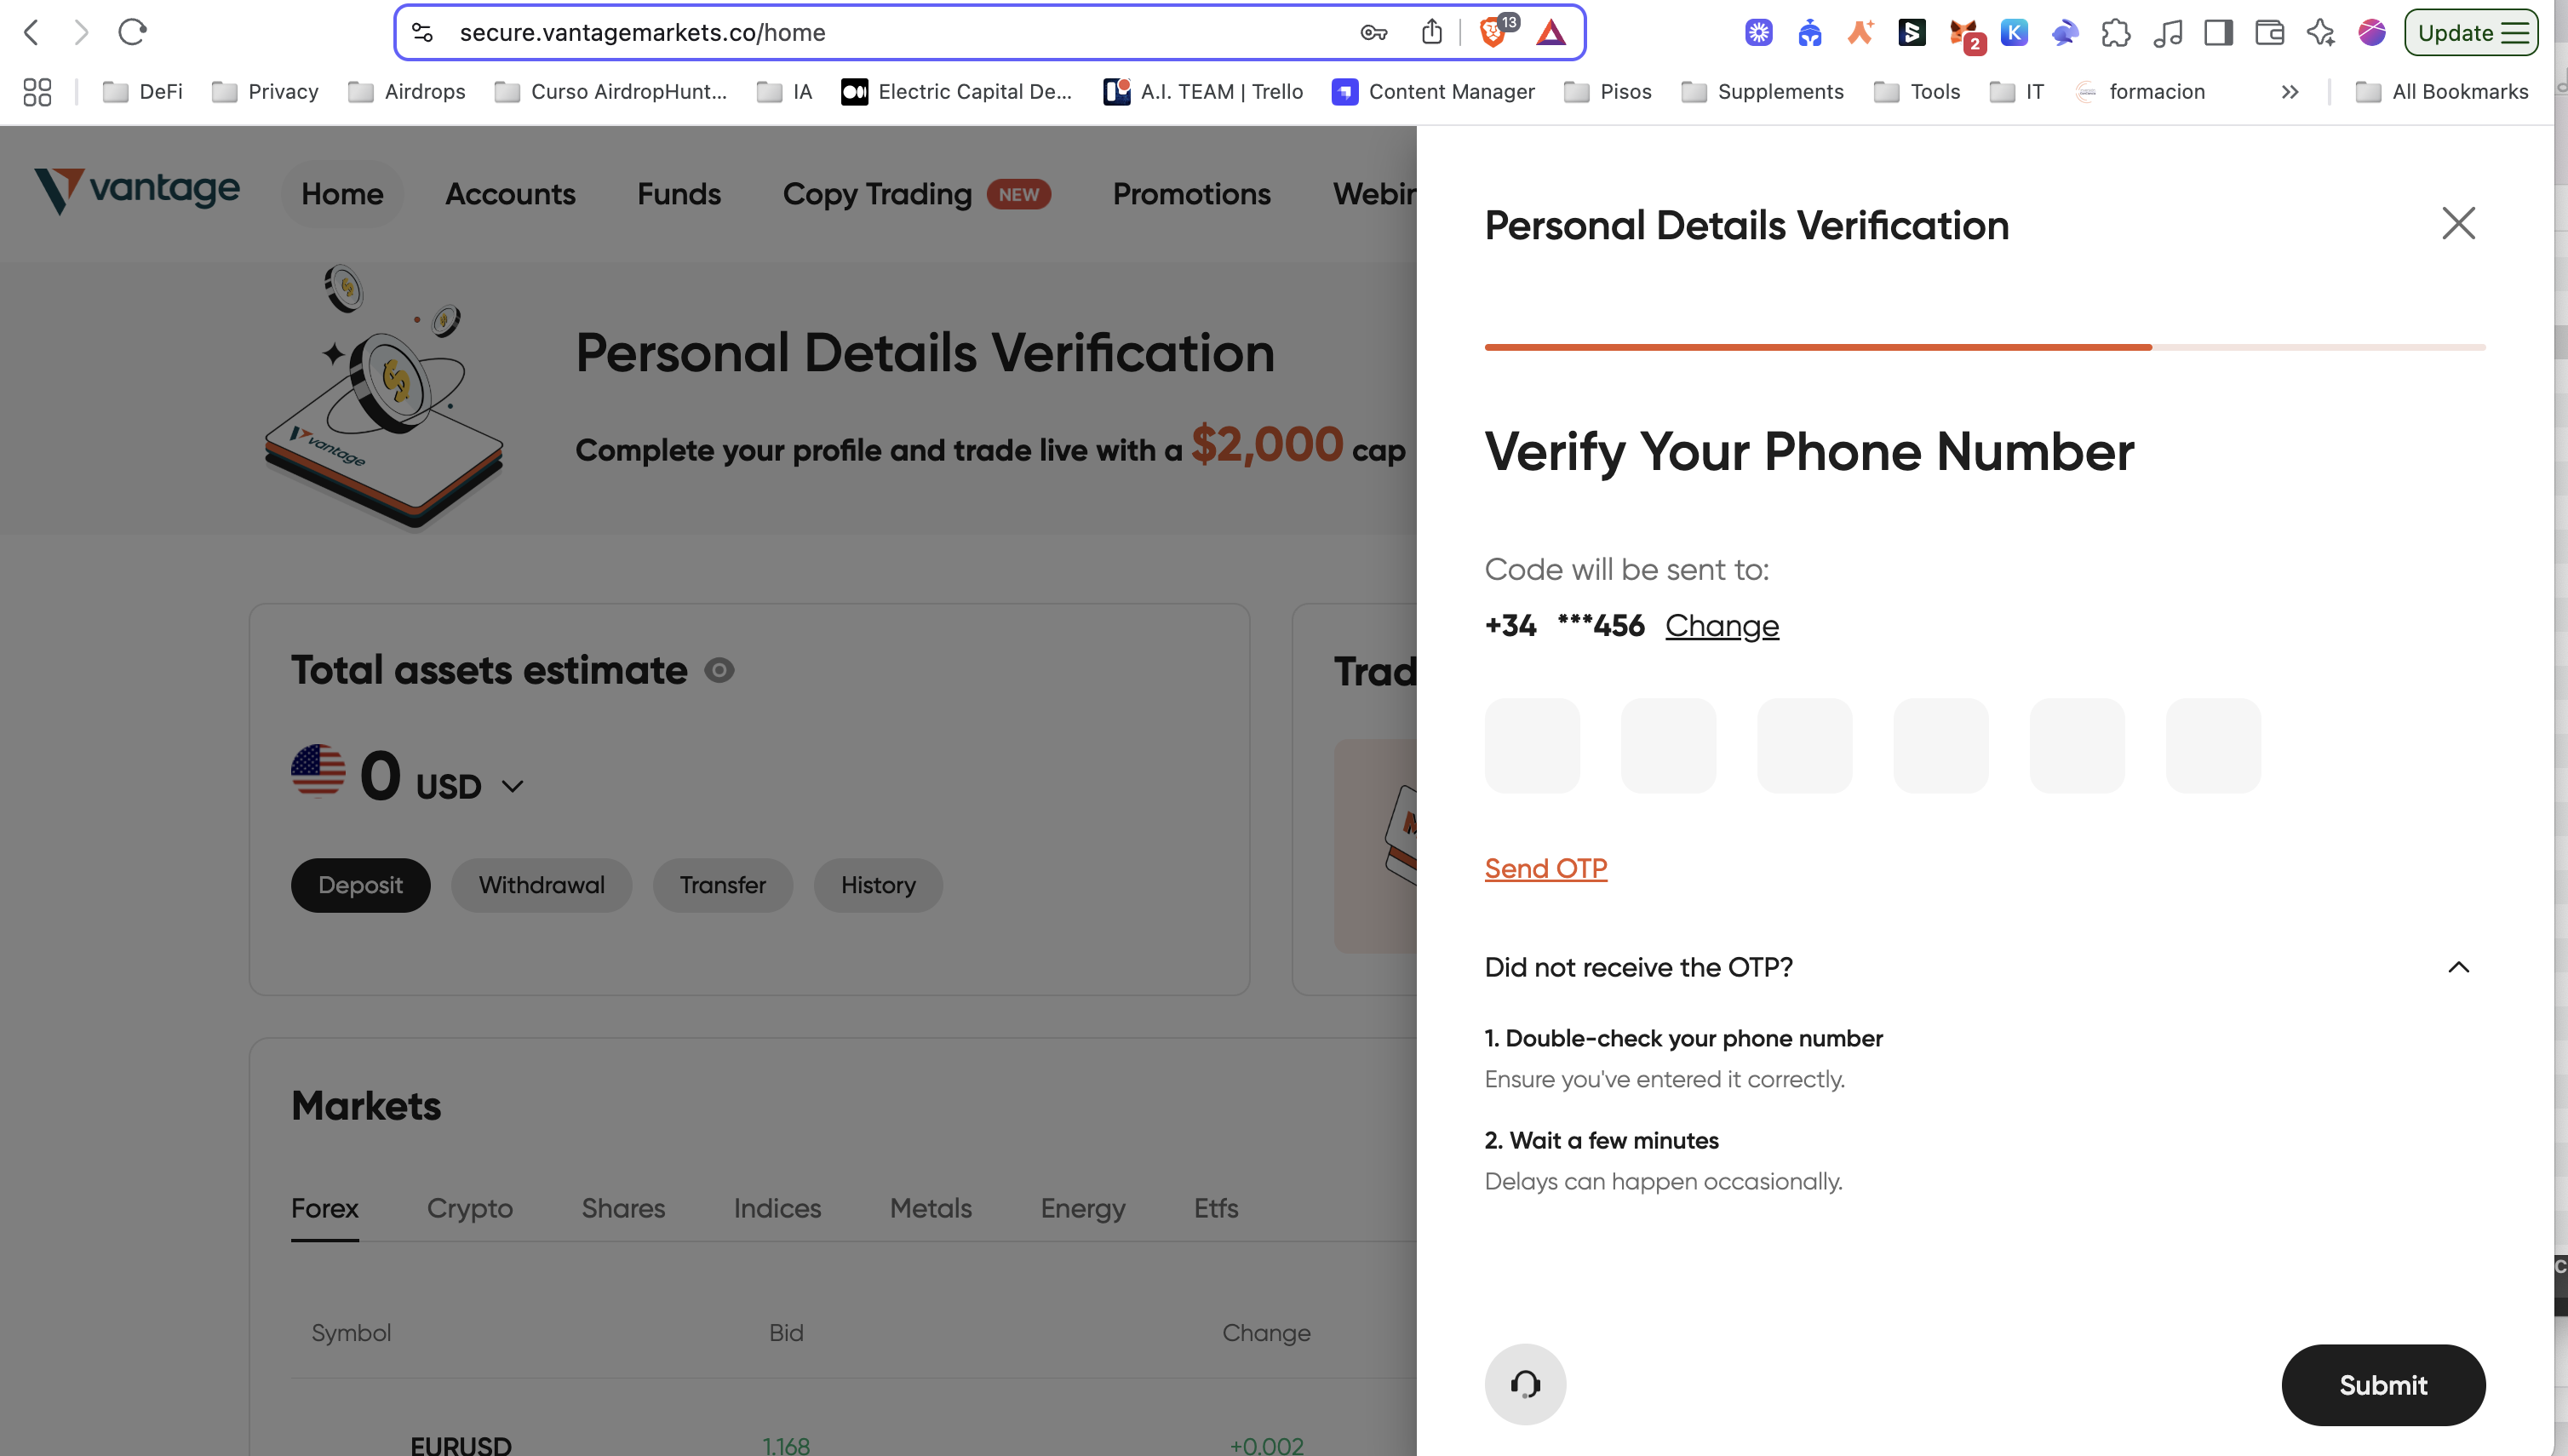 secure.vantagemarkets.co/home
13
2
K
Update
DeFi
Privacy
Airdrops
Curso AirdropHunt...
IA
Electric Capital De...
A.I. TEAM | Trello
Content Manager
Pisos
Supplements
Tools
IT
formacion
All Bookmarks
vantage
Home
Accounts
Funds
Copy Trading
NEW
Promotions
Webin
Personal Details Verification
Complete your profile and trade live with a $2,000 cap
vantage
Total assets estimate
0 USD
Deposit
Withdrawal
Transfer
History
Trad
Markets
Forex
Crypto
Shares
Indices
Metals
Energy
Etfs
Symbol
Bid
Change
EURUSD
1.168
+0.002
Personal Details Verification
Verify Your Phone Number
Code will be sent to:
+34 ***456 Change
Send OTP
Did not receive the OTP?
1. Double-check your phone number
Ensure you've entered it correctly.
2. Wait a few minutes
Delays can happen occasionally.
Submit